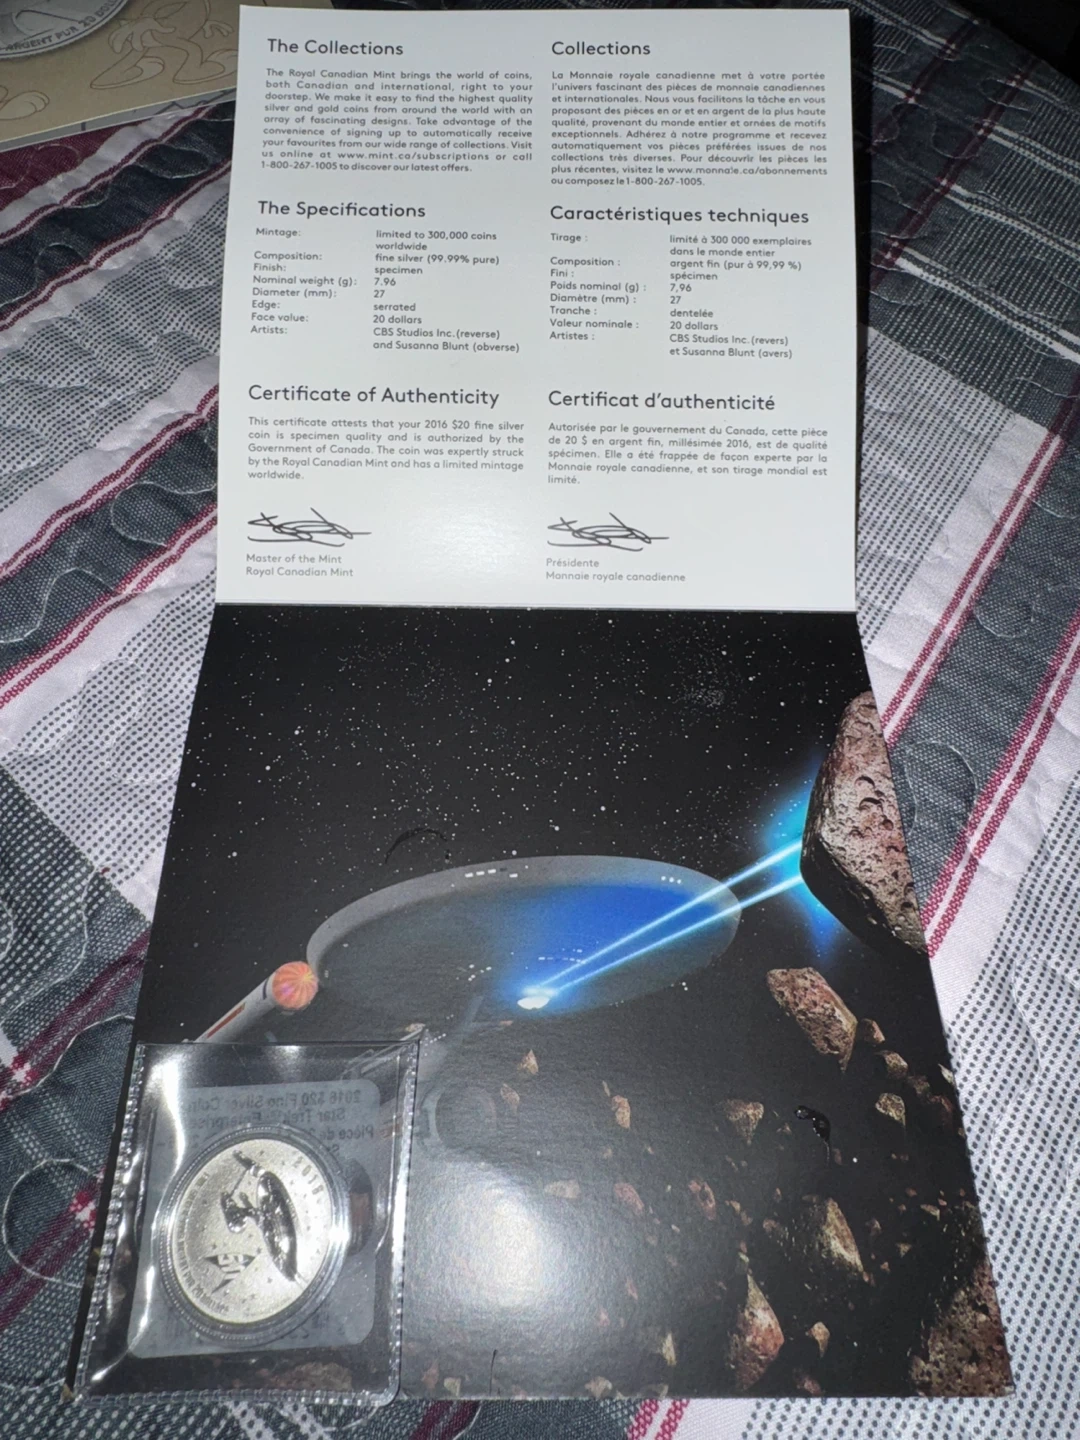 ARGENT PUR 20 DOL
The Collections
The Royal Canadian Mint brings the world of coins,
both Canadian and international, right to your
doorstep. We make it easy to find the highest quality
silver and gold coins from around the world with an
array of fascinating designs. Take advantage of the
convenience of signing up to automatically receive
your favourites from our wide range of collections. Visit
us online at www.mint.ca/subscriptions or call
1-800-267-1005 to discover our latest offers.
The Specifications
Mintage: limited to 300,000 coins
worldwide
Composition: fine silver (99.99% pure)
Finish: specimen
Nominal weight (g): 7.96
Diameter (mm): 27
Edge: serrated
Face value: 20 dollars
Artists: CBS Studios Inc.(reverse)
and Susanna Blunt (obverse)
Certificate of Authenticity
This certificate attests that your 2016 $20 fine silver
coin is specimen quality and is authorized by the
Government of Canada. The coin was expertly struck
by the Royal Canadian Mint and has a limited mintage
worldwide.
Master of the Mint
Royal Canadian Mint
Collections
La Monnaie royale canadienne met à votre portée
l'univers fascinant des pièces de monnaie canadiennes
et internationales. Nous vous facilitons la tâche en vous
proposant des pièces en or et en argent de la plus haute
qualité, provenant du monde entier et ornées de motifs
exceptionnels. Adhérez à notre programme et recevez
automatiquement vos pièces préférées issues de nos
collections très diverses. Pour découvrir les pièces les
plus récentes, visitez le www.monnaie.ca/abonnements
ou composez le 1-800-267-1005.
Caractéristiques techniques
Tirage : limité à 300 000 exemplaires
dans le monde entier
Composition : argent fin (pur à 99,99 %)
Fini : spécimen
Poids nominal (g) : 7,96
Diamètre (mm) : 27
Tranche : dentelée
Valeur nominale : 20 dollars
Artistes : CBS Studios Inc. (revers)
et Susanna Blunt (avers)
Certificat d'authenticité
Autorisée par le gouvernement du Canada, cette pièce
de 20 $ en argent fin, millésimée 2016, est de qualité
spécimen. Elle a été frappée de façon experte par la
Monnaie royale canadienne, et son tirage mondial est
limité.
Présidente
Monnaie royale canadienne
2016 $20 Fine Silver Coin
Star Trek
Pièce de
2016
50